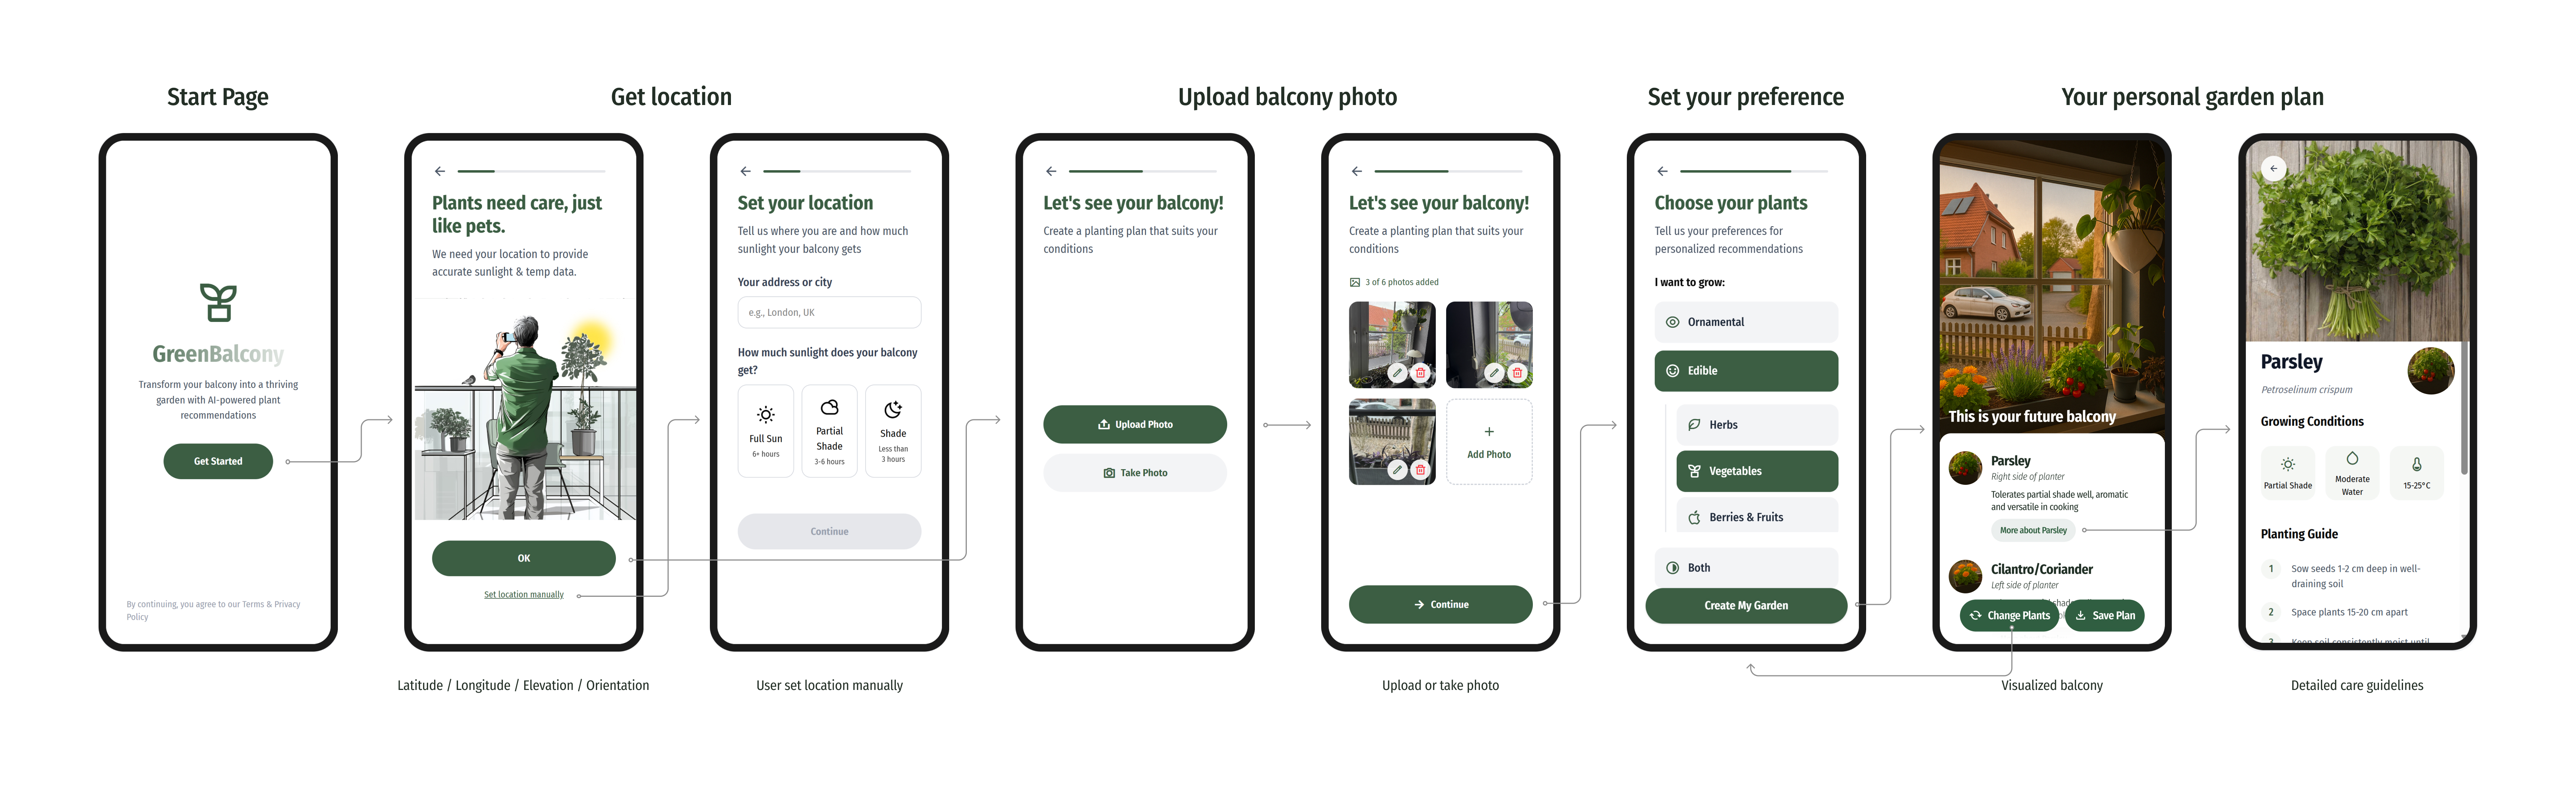 Start Page
Get location
Upload balcony photo
Set your preference
Your personal garden plan
GreenBalcony
Transform your balcony into a thriving
garden with AI-powered plant
recommendations
Get Started
By continuing, you agree to our Terms & Privacy
Policy
Plants need care, just
like pets.
We need your location to provide
accurate sunlight & temp data.
OK
Set location manually
Latitude / Longitude / Elevation / Orientation
Set your location
Tell us where you are and how much
sunlight your balcony gets
Your address or city
e.g., London, UK
How much sunlight does your balcony
get?
Full Sun
6+ hours
Partial
Shade
3-6 hours
Shade
Less than
3 hours
Continue
User set location manually
Let's see your balcony!
Create a planting plan that suits your
conditions
Upload Photo
Take Photo
Let's see your balcony!
Create a planting plan that suits your
conditions
3 of 6 photos added
Add Photo
Continue
Upload or take photo
Choose your plants
Tell us your preferences for
personalized recommendations
I want to grow:
Ornamental
Edible
Herbs
Vegetables
Berries & Fruits
Both
Create My Garden
This is your future balcony
Parsley
Right side of planter
Tolerates partial shade well, aromatic
and versatile in cooking
More about Parsley
Cilantro/Coriander
Left side of planter
Change Plants
Save Plan
Visualized balcony
Parsley
Petroselinum crispum
Growing Conditions
Partial Shade
Moderate
Water
15-25°C
Planting Guide
1
Sow seeds 1-2 cm deep in well-
draining soil
2
Space plants 15-20 cm apart
3
Keep soil consistently moist until
Detailed care guidelines